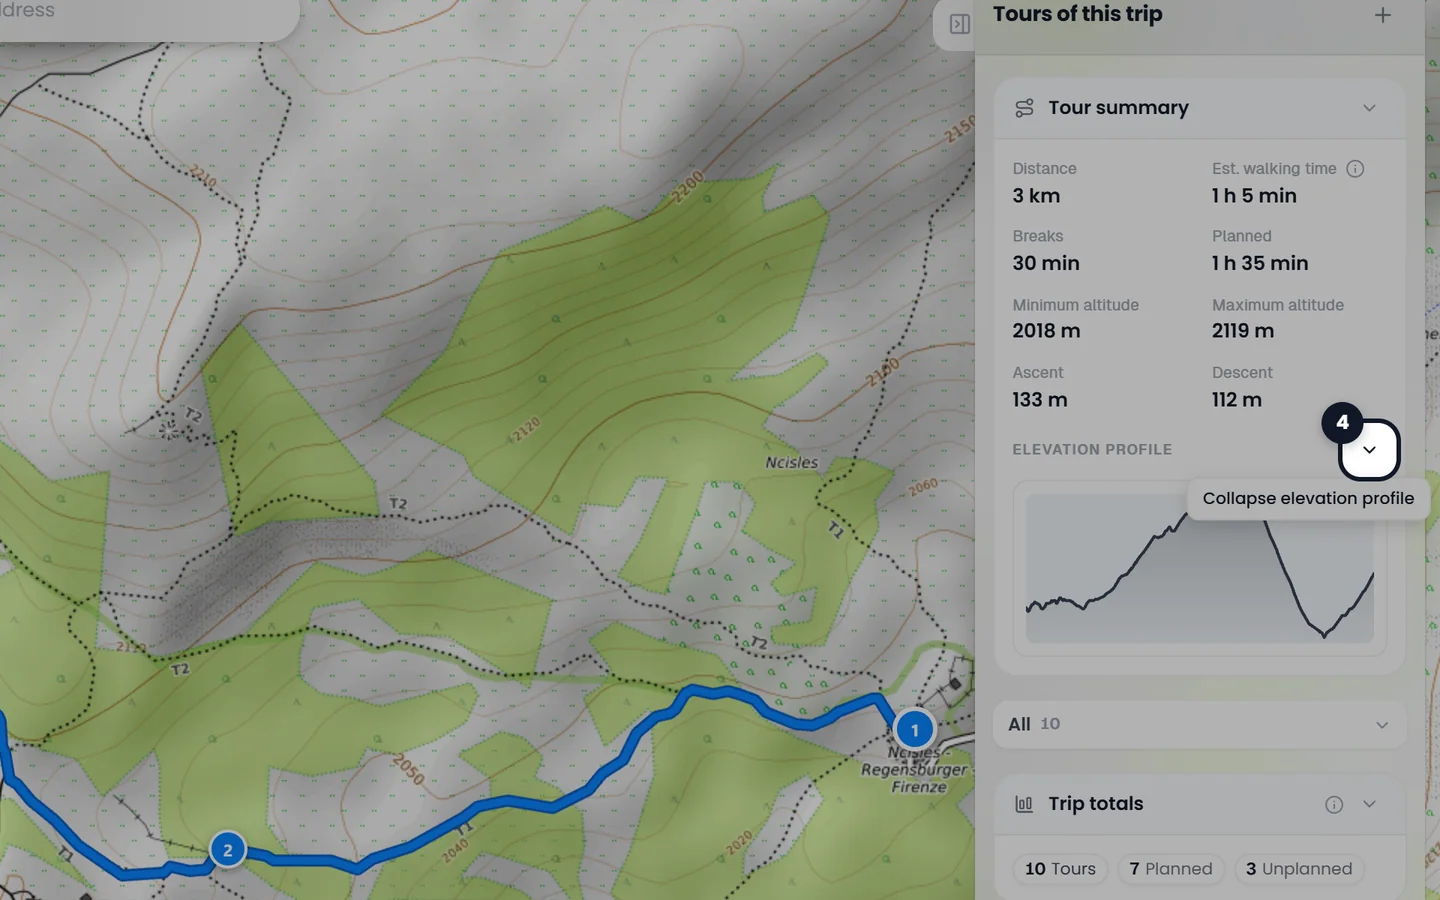 ddress
Tours of this trip
Tour summary
Distance
3 km
Est. walking time
1 h 5 min
Breaks
30 min
Planned
1 h 35 min
Minimum altitude
2018 m
Maximum altitude
2119 m
Ascent
133 m
Descent
112 m
4
ELEVATION PROFILE
Collapse elevation profile
All 10
Trip totals
10 Tours
7 Planned
3 Unplanned
2210
2200
2150
2100
T2
2120
Ncisles
2060
T2
T1
T2
2110
T2
1
Ncisles-
Regensburger
Firenze
2050
T1
2040
2020
2
T1